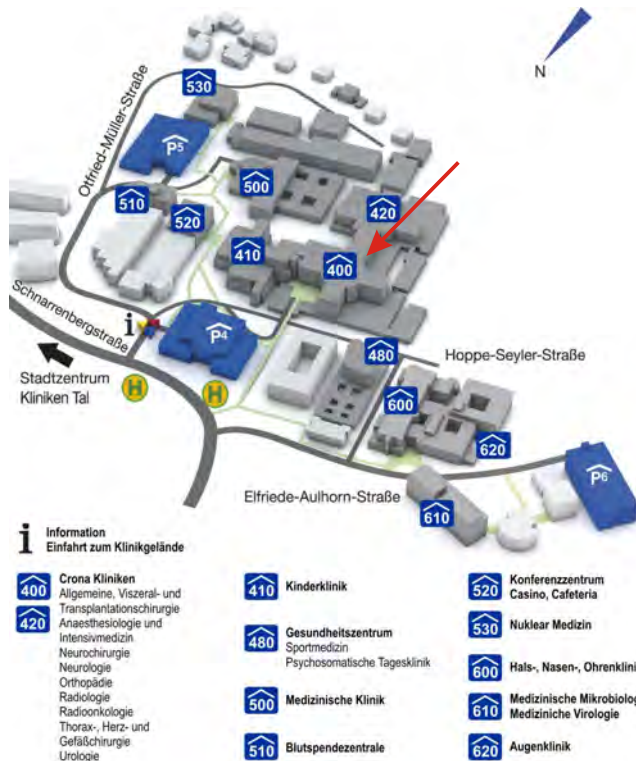 N
530
Otfried-Müller-Straße
P5
500
510
420
520
410
400
i
P4
Schnarrenbergstraße
480
Hoppe-Seyler-Straße
Stadtzentrum
Kliniken Tal
H
H
600
620
P6
Elfriede-Aulhorn-Straße
610
i Information
Einfahrt zum Klinikgelände
400 Crona Kliniken
Allgemeine, Viszeral- und
420 Transplantationschirurgie
Anaesthesiologie und
Intensivmedizin
Neurochirurgie
Neurologie
Orthopädie
Radiologie
Radioonkologie
Thorax-, Herz- und
Gefäßchirurgie
Urologie
410 Kinderklinik
480 Gesundheitszentrum
Sportmedizin
Psychosomatische Tagesklinik
500 Medizinische Klinik
510 Blutspendezentrale
520 Konferenzzentrum
Casino, Cafeteria
530 Nuklear Medizin
600 Hals-, Nasen-, Ohrenklini
610 Medizinische Mikrobiolo
Mediziniche Virologie
620 Augenklinik